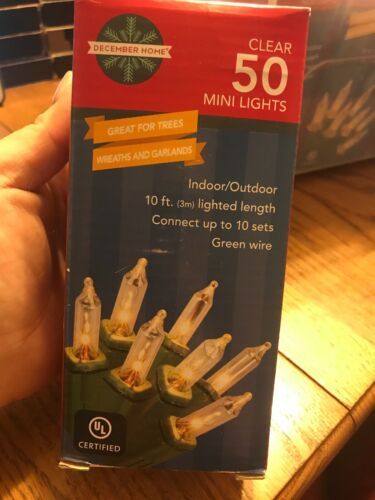 DECEMBER HOME
CLEAR
50
MINI LIGHTS
GREAT FOR TREES
WREATHS AND GARLANDS
Indoor/Outdoor
10 ft. (3m) lighted length
Connect up to 10 sets
Green wire
UL
CERTIFIED